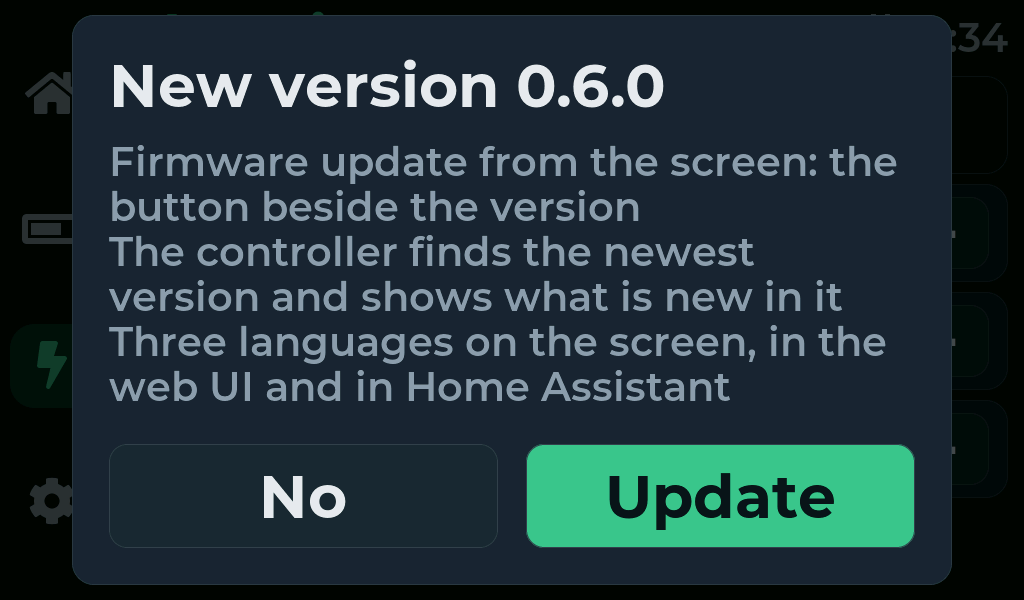 :34
New version 0.6.0
Firmware update from the screen: the
button beside the version
The controller finds the newest
version and shows what is new in it
Three languages on the screen, in the
web UI and in Home Assistant
No
Update